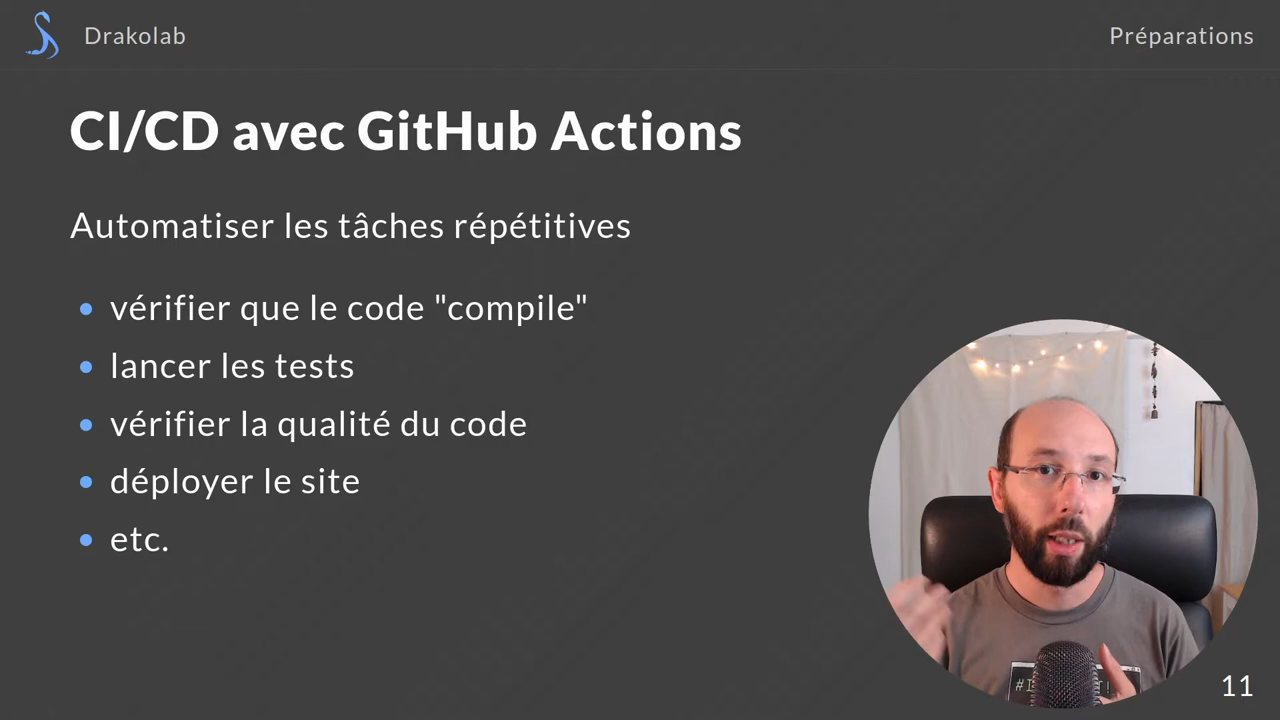 Drakolab
Préparations
CI/CD avec GitHub Actions
Automatiser les tâches répétitives
vérifier que le code "compile"
lancer les tests
vérifier la qualité du code
déployer le site
etc.
11